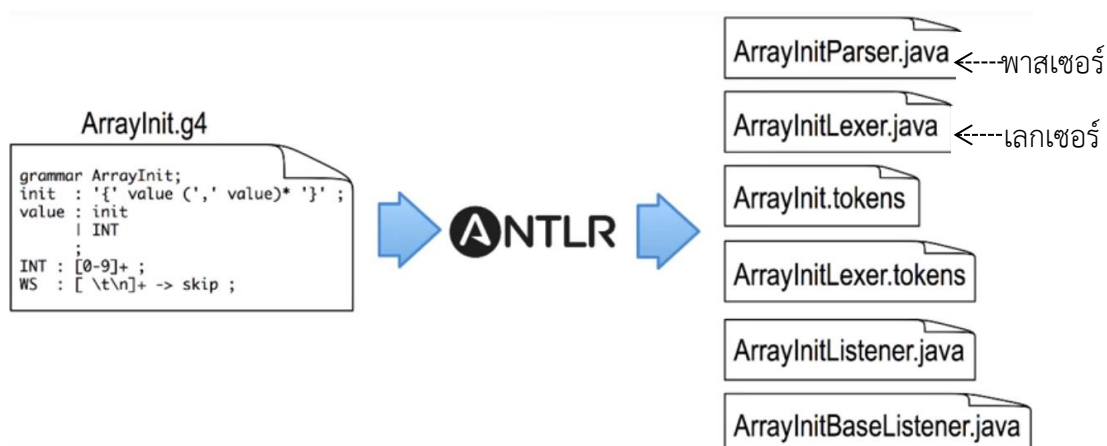 ArrayInit.g4
grammar ArrayInit;
init  : '{' value (',' value)* '}' ;
value : init
      | INT
      ;
INT : [0-9]+ ;
WS  : [ \t\n]+ -> skip ;
ANTLR
ArrayInitParser.java
พาสเซอร์
ArrayInitLexer.java
เลกเซอร์
ArrayInit.tokens
ArrayInitLexer.tokens
ArrayInitListener.java
ArrayInitBaseListener.java